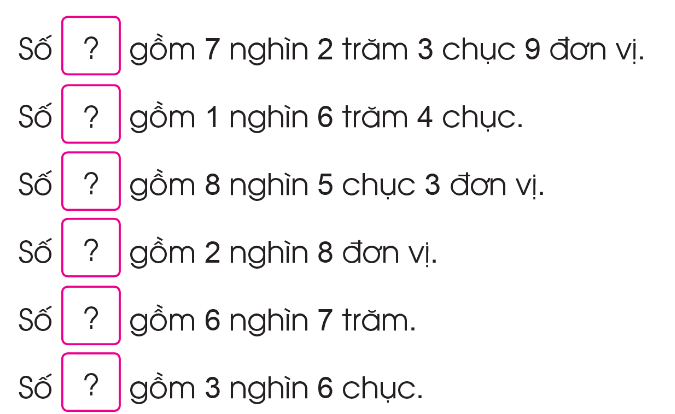 Số ? gồm 7 nghìn 2 trăm 3 chục 9 đơn vị.
Số ? gồm 1 nghìn 6 trăm 4 chục.
Số ? gồm 8 nghìn 5 chục 3 đơn vị.
Số ? gồm 2 nghìn 8 đơn vị.
Số ? gồm 6 nghìn 7 trăm.
Số ? gồm 3 nghìn 6 chục.